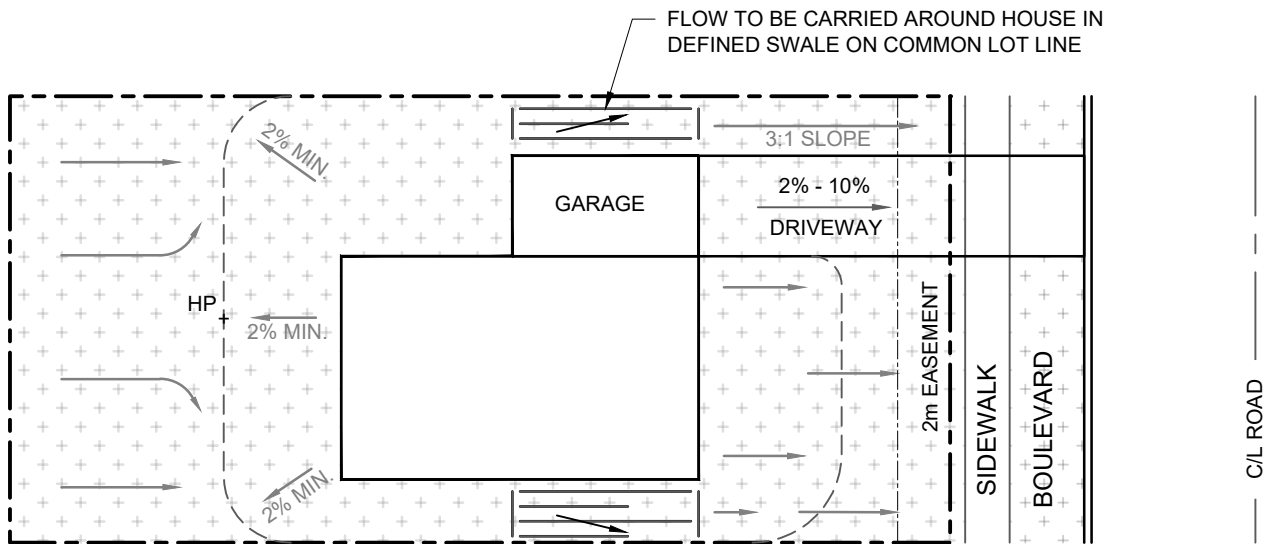 FLOW TO BE CARRIED AROUND HOUSE IN
DEFINED SWALE ON COMMON LOT LINE
2% MIN.
3:1 SLOPE
GARAGE
2% - 10%
DRIVEWAY
HP
2% MIN.
2% MIN.
2m EASEMENT
SIDEWALK
BOULEVARD
C/L ROAD